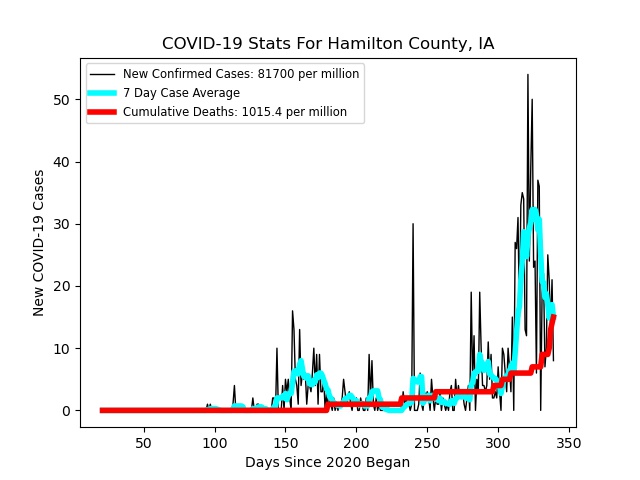 COVID-19 Stats For Hamilton County, IA
New Confirmed Cases: 81700 per million
7 Day Case Average
Cumulative Deaths: 1015.4 per million
50
40
30
20
10
0
New COVID-19 Cases
50 100 150 200 250 300 350
Days Since 2020 Began